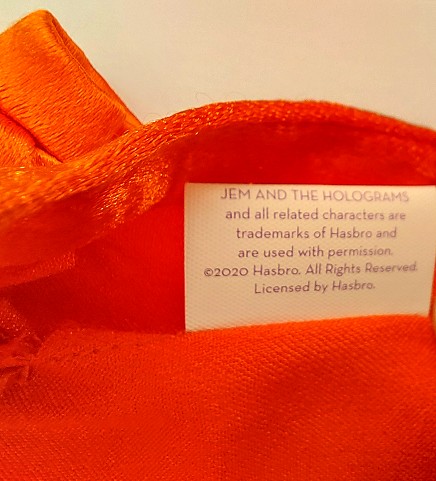 JEM AND THE HOLOGRAMS
and all related characters are
trademarks of Hasbro and
are used with permission.
©2020 Hasbro. All Rights Reserved.
Licensed by Hasbro.